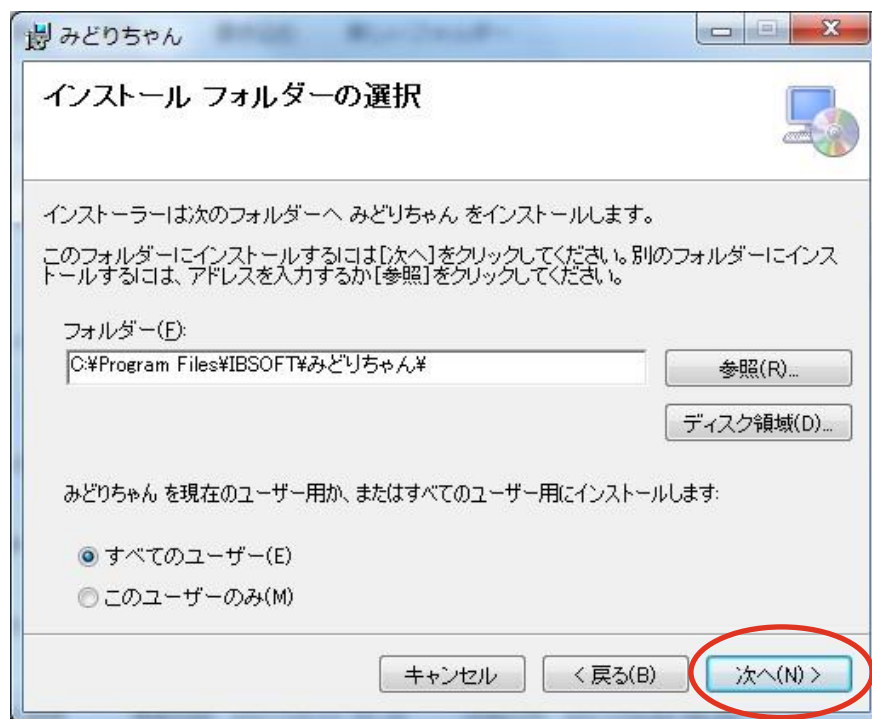 みどりちゃん
インストール フォルダーの選択
インストーラーは次のフォルダーへ みどりちゃん をインストールします。
このフォルダーにインストールするには[次へ]をクリックしてください。別のフォルダーにインス
トールするには、アドレスを入力するか[参照]をクリックしてください。
フォルダー(F):
C:¥Program Files¥IBSOFT¥みどりちゃん¥
参照(R)...
ディスク領域(D)...
みどりちゃん を現在のユーザー用か、またはすべてのユーザー用にインストールします:
すべてのユーザー(E)
このユーザーのみ(M)
キャンセル
< 戻る(B)
次へ(N) >